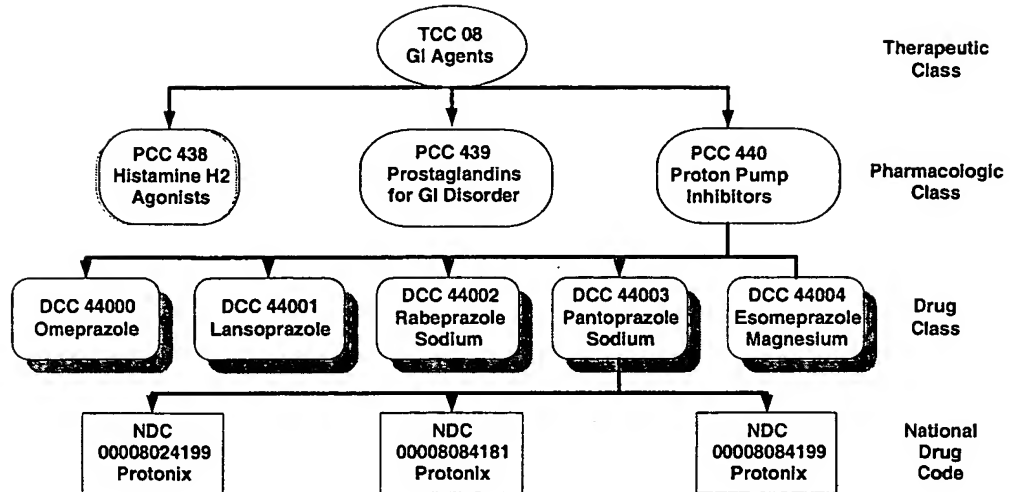 TCC 08
GI Agents
Therapeutic
Class
PCC 438
Histamine H2
Agonists
PCC 439
Prostaglandins
for GI Disorder
PCC 440
Proton Pump
Inhibitors
Pharmacologic
Class
DCC 44000
Omeprazole
DCC 44001
Lansoprazole
DCC 44002
Rabeprazole
Sodium
DCC 44003
Pantoprazole
Sodium
DCC 44004
Esomeprazole
Magnesium
Drug
Class
NDC
00008024199
Protonix
NDC
00008084181
Protonix
NDC
00008084199
Protonix
National
Drug
Code